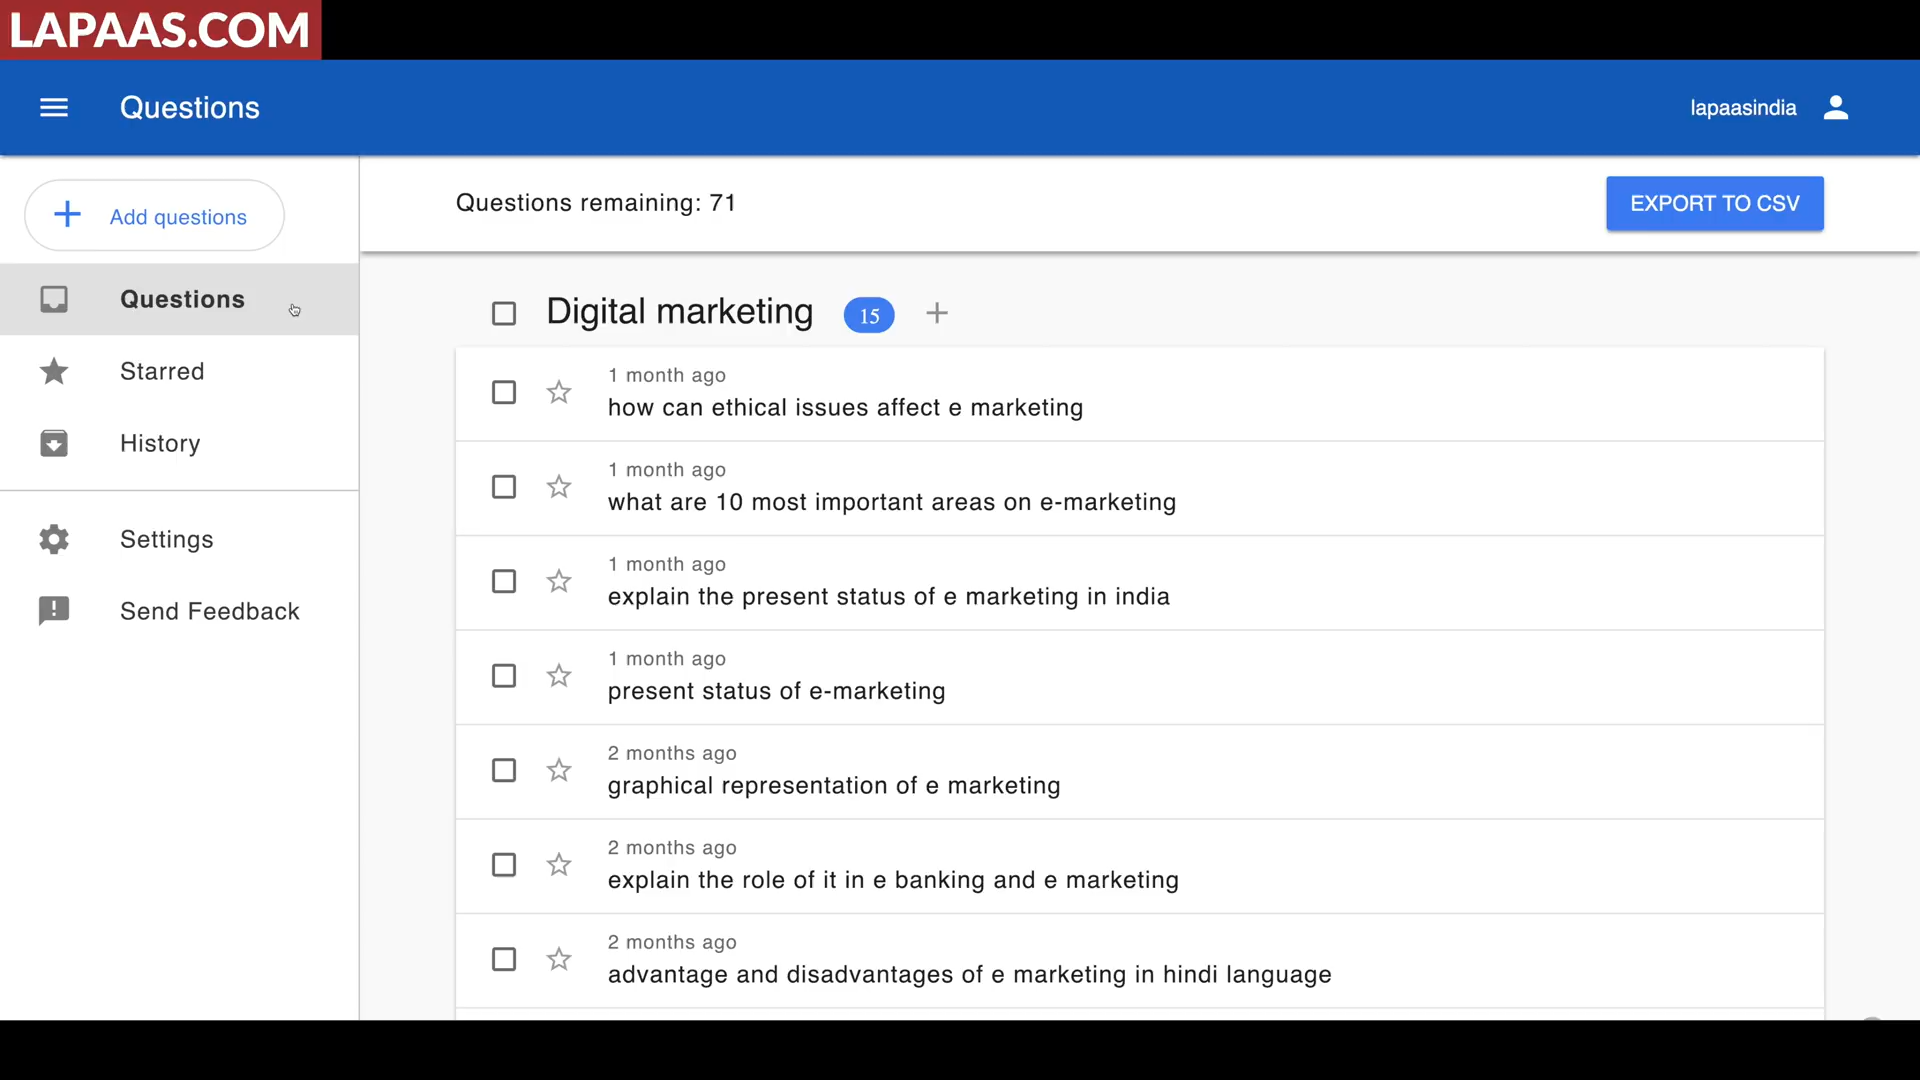 LAPAAS.COM
Questions
lapaasindia
Add questions
Questions
Starred
History
Settings
Send Feedback
Questions remaining: 71
EXPORT TO CSV
Digital marketing 15
1 month ago
how can ethical issues affect e marketing
1 month ago
what are 10 most important areas on e-marketing
1 month ago
explain the present status of e marketing in india
1 month ago
present status of e-marketing
2 months ago
graphical representation of e marketing
2 months ago
explain the role of it in e banking and e marketing
2 months ago
advantage and disadvantages of e marketing in hindi language